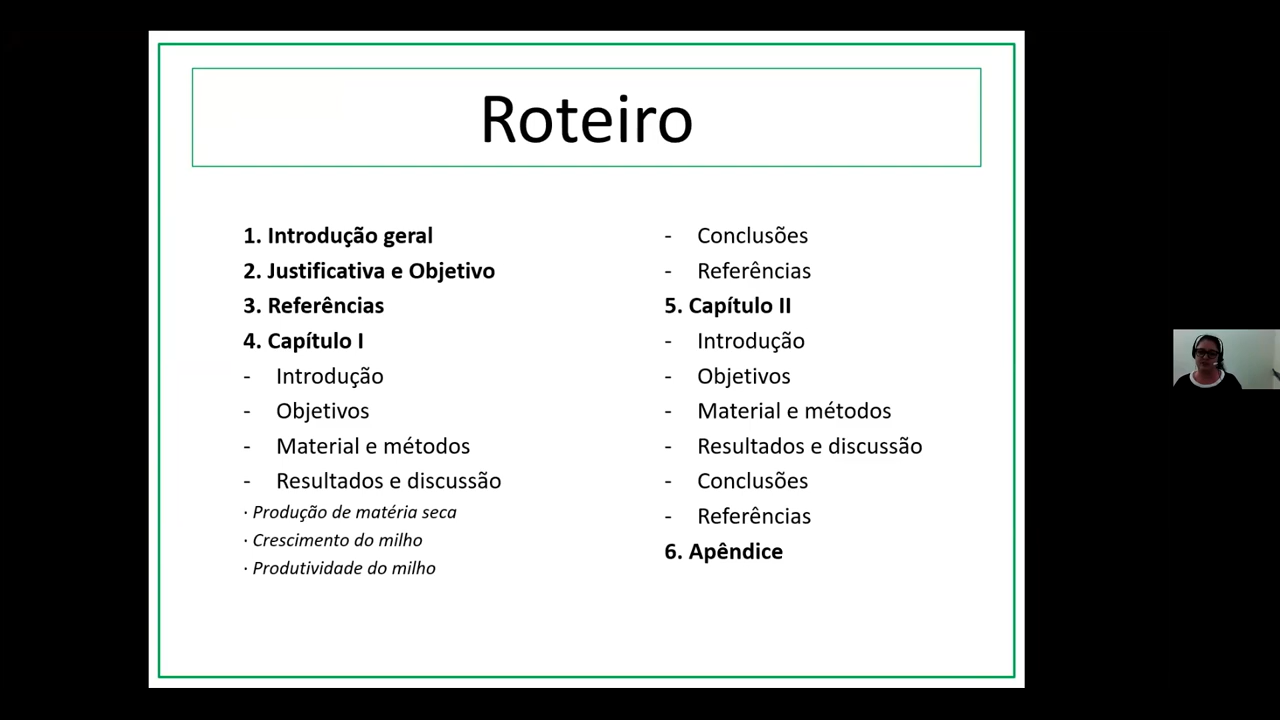 Roteiro
1. Introdução geral
2. Justificativa e Objetivo
3. Referências
4. Capítulo I
- Introdução
- Objetivos
- Material e métodos
- Resultados e discussão
· Produção de matéria seca
· Crescimento do milho
· Produtividade do milho
- Conclusões
- Referências
5. Capítulo II
- Introdução
- Objetivos
- Material e métodos
- Resultados e discussão
- Conclusões
- Referências
6. Apêndice